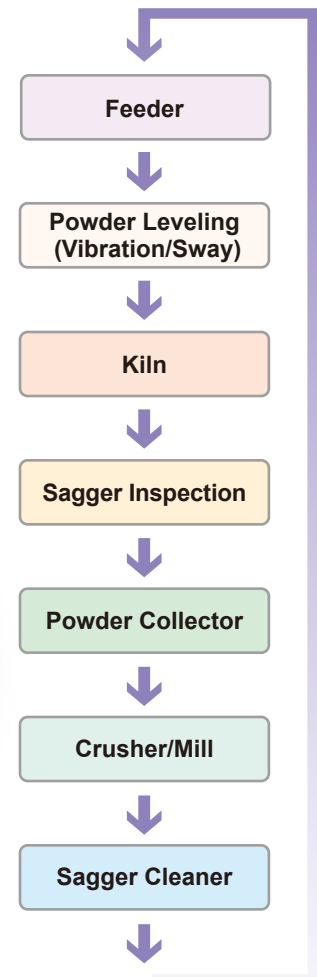 Feeder
Powder Leveling
(Vibration/Sway)
Kiln
Sagger Inspection
Powder Collector
Crusher/Mill
Sagger Cleaner